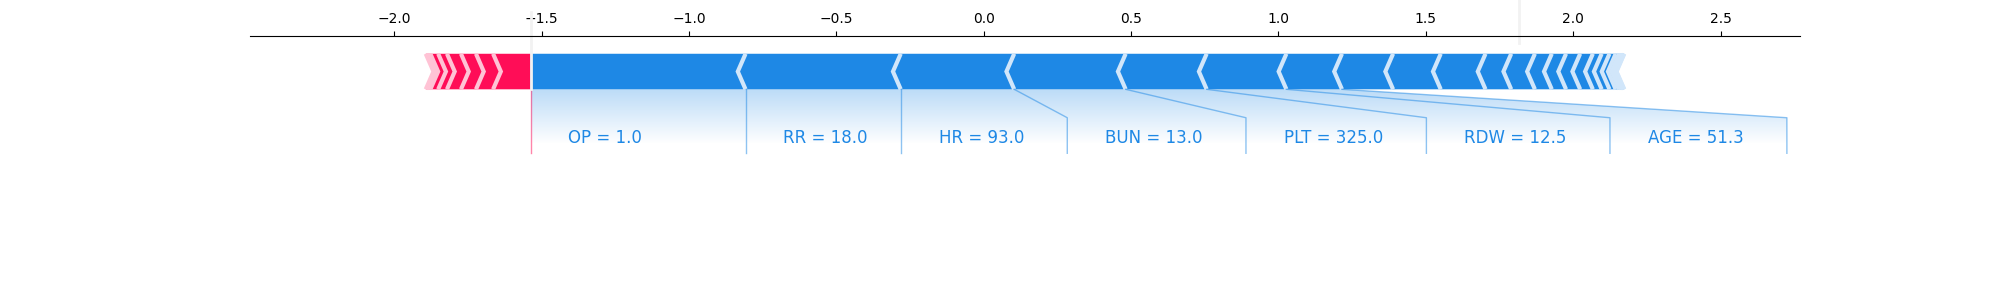 −2.0 −1.5 −1.0 −0.5 0.0 0.5 1.0 1.5 2.0 2.5
OP = 1.0 RR = 18.0 HR = 93.0 BUN = 13.0 PLT = 325.0 RDW = 12.5 AGE = 51.3